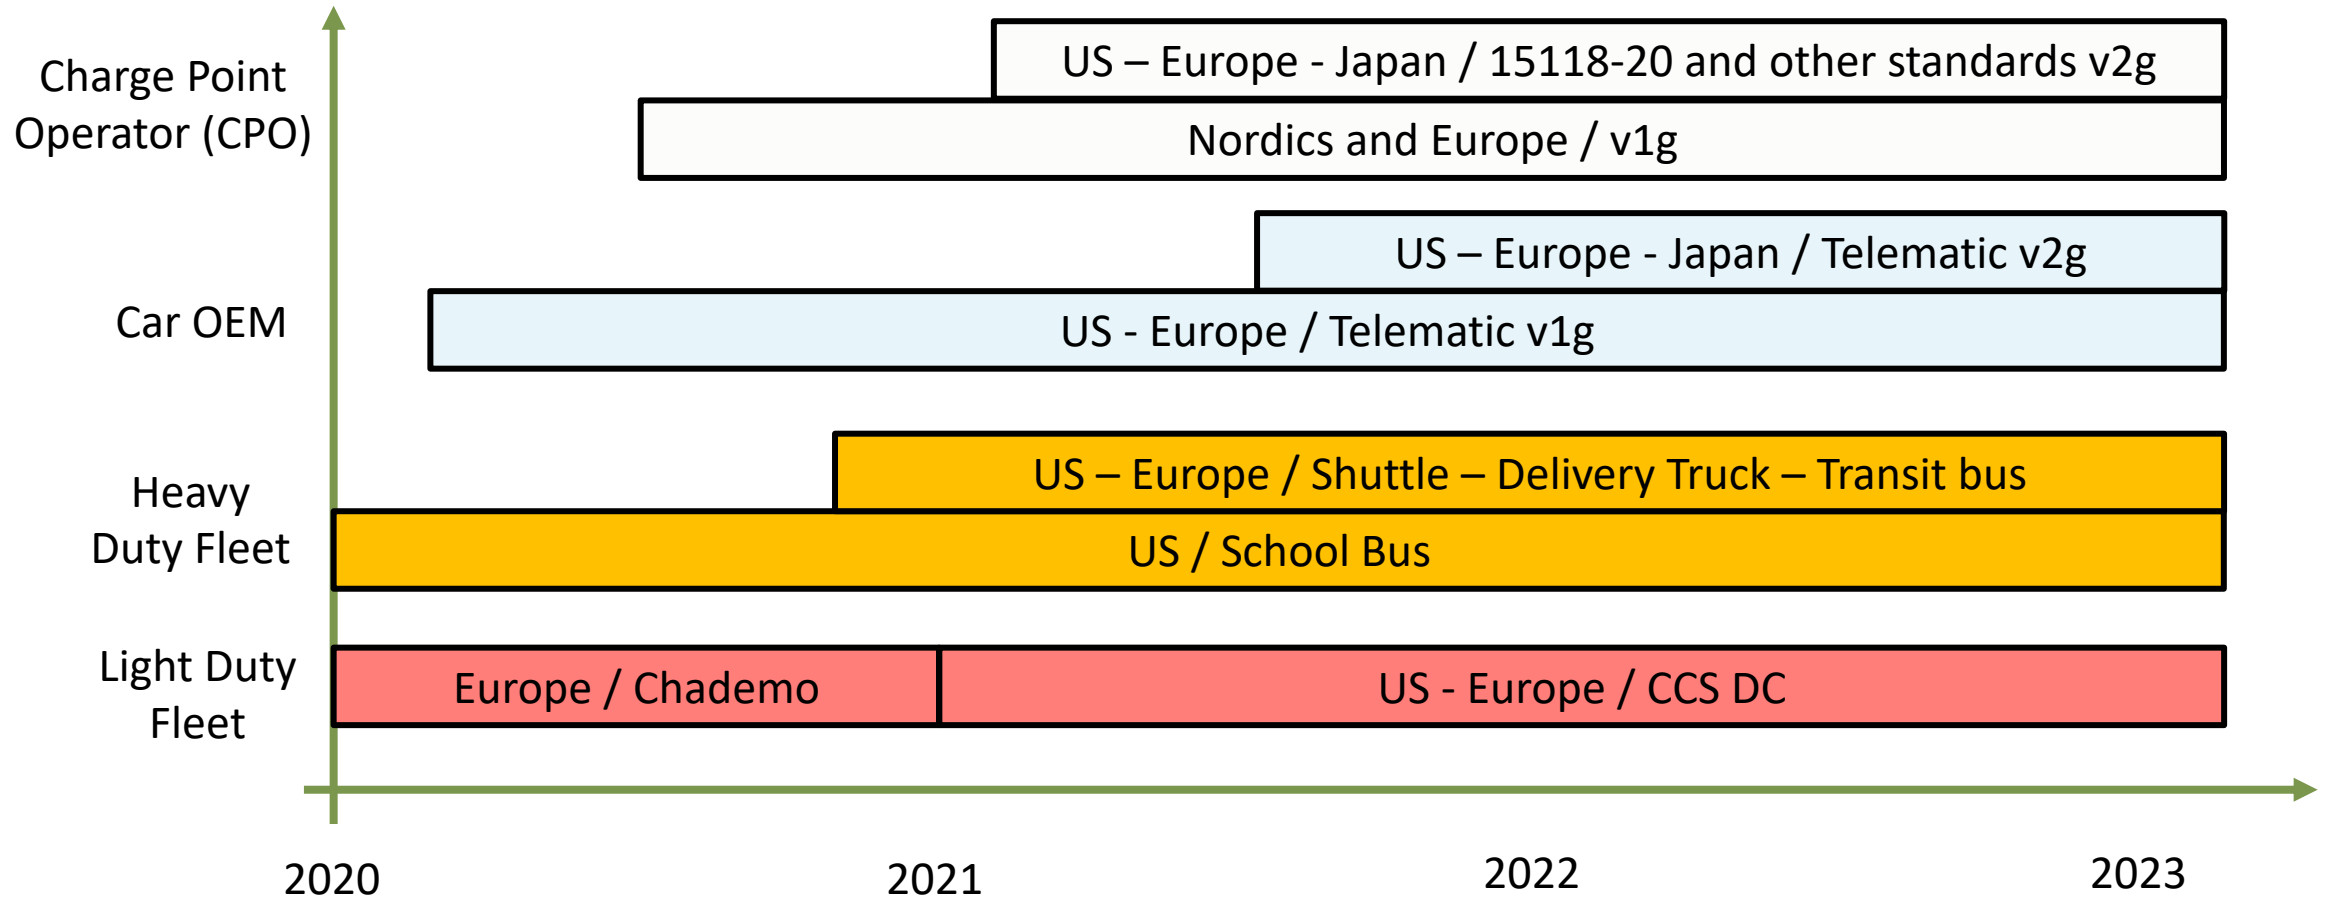 Charge Point
Operator (CPO)
US – Europe - Japan / 15118-20 and other standards v2g
Nordics and Europe / v1g
Car OEM
US – Europe - Japan / Telematic v2g
US - Europe / Telematic v1g
Heavy
Duty Fleet
US – Europe / Shuttle – Delivery Truck – Transit bus
US / School Bus
Light Duty
Fleet
Europe / Chademo
US - Europe / CCS DC
2020
2021
2022
2023